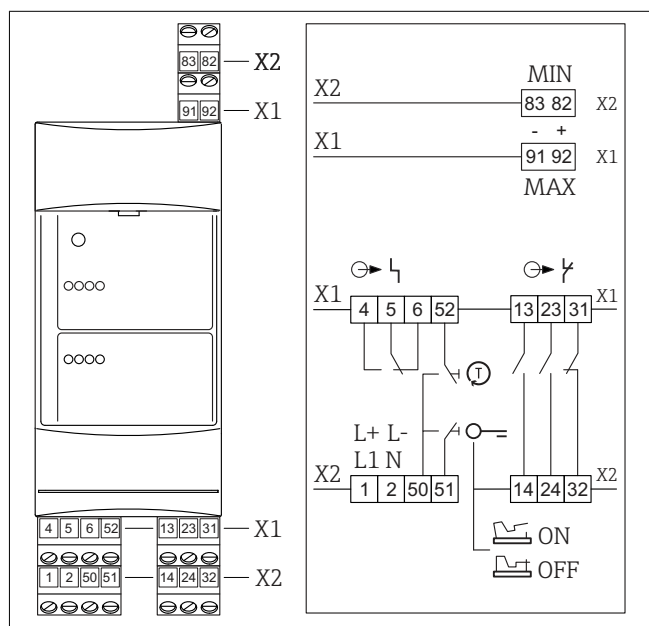 83 82 X2
91 92 X1
4 5 6 52 13 23 31 X1
1 2 50 51 14 24 32 X2
MIN
X2 83 82 X2
- +
X1 91 92 X1
MAX
X1 4 5 6 52 13 23 31 X1
T
L+ L-
L1 N
X2 1 2 50 51 14 24 32 X2
ON
OFF